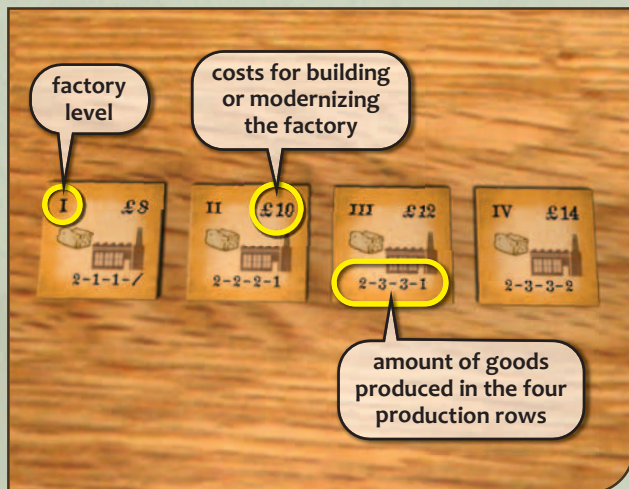 factory
level
costs for building
or modernizing
the factory
I £8
II £10
III £12
IV £14
2-1-1-/
2-2-2-1
2-3-3-1
2-3-3-2
amount of goods
produced in the four
production rows